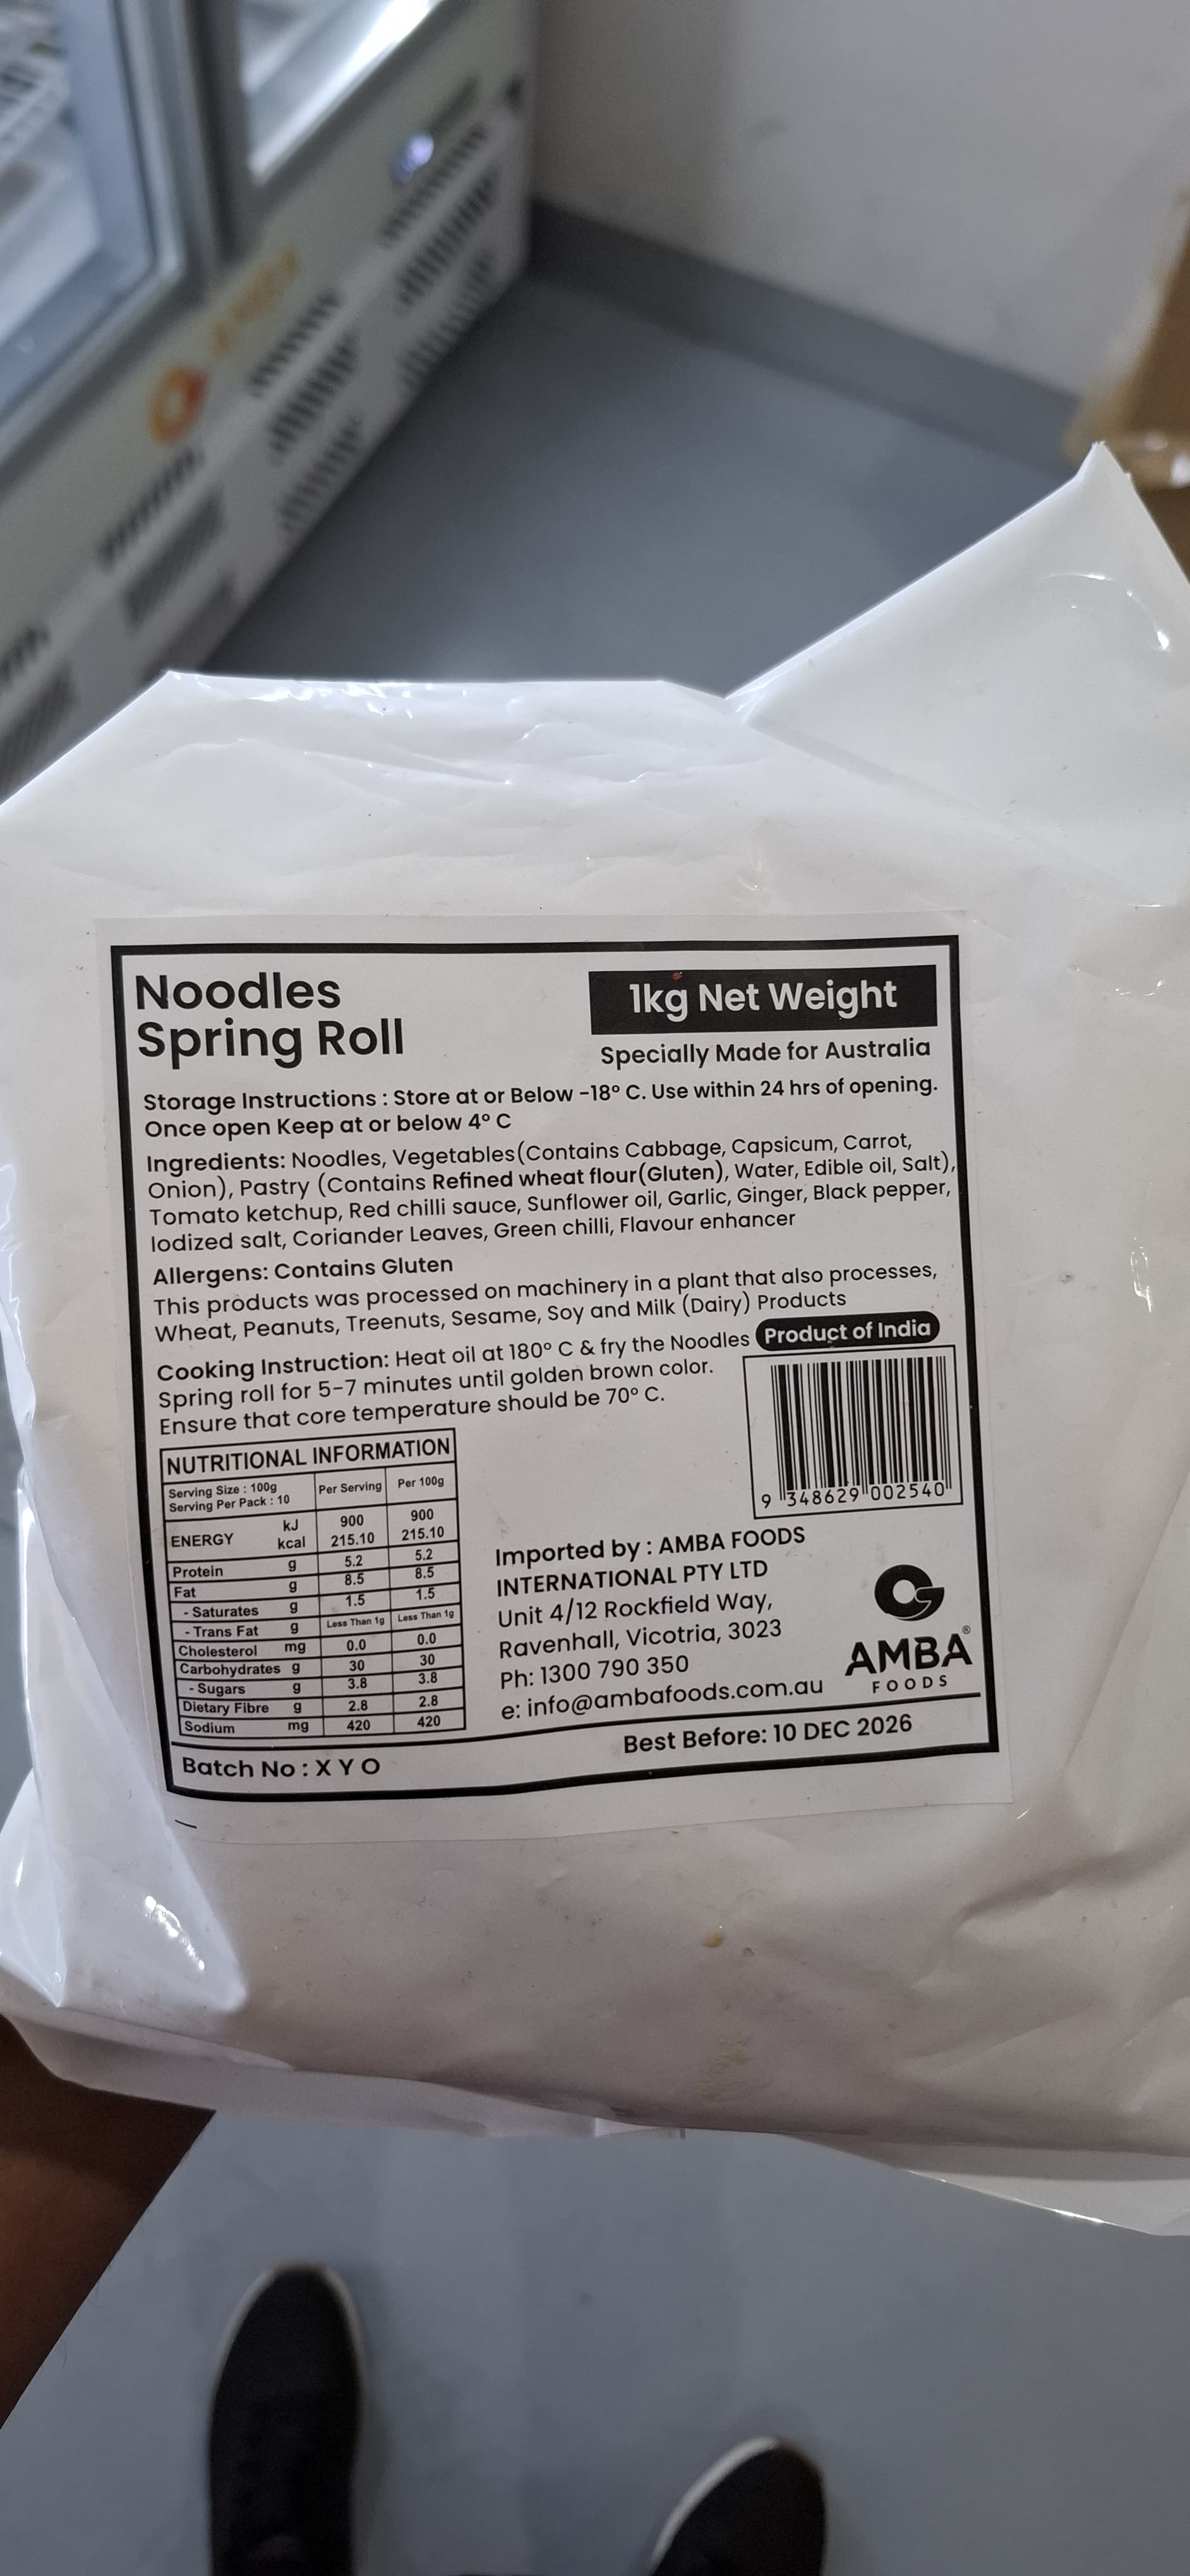 Noodles
Spring Roll
1kg Net Weight
Specially Made for Australia
Storage Instructions : Store at or Below -18° C. Use within 24 hrs of opening.
Once open Keep at or below 4° C
Ingredients: Noodles, Vegetables(Contains Cabbage, Capsicum, Carrot,
Onion), Pastry (Contains Refined wheat flour(Gluten), Water, Edible oil, Salt),
Tomato ketchup, Red chilli sauce, Sunflower oil, Garlic, Ginger, Black pepper,
Iodized salt, Coriander Leaves, Green chilli, Flavour enhancer
Allergens: Contains Gluten
This products was processed on machinery in a plant that also processes,
Wheat, Peanuts, Treenuts, Sesame, Soy and Milk (Dairy) Products
Cooking Instruction: Heat oil at 180° C & fry the Noodles
Spring roll for 5-7 minutes until golden brown color.
Ensure that core temperature should be 70° C.
Product of India
9 348629 002540
NUTRITIONAL INFORMATION
Serving Size : 100g
Serving Per Pack : 10
Per Serving Per 100g
ENERGY kJ 900 900
kcal 215.10 215.10
Protein g 5.2 5.2
Fat g 8.5 8.5
- Saturates g 1.5 1.5
- Trans Fat g Less Than 1g Less Than 1g
Cholesterol mg 0.0 0.0
Carbohydrates g 30 30
- Sugars g 3.8 3.8
Dietary Fibre g 2.8 2.8
Sodium mg 420 420
Imported by : AMBA FOODS
INTERNATIONAL PTY LTD
Unit 4/12 Rockfield Way,
Ravenhall, Vicotria, 3023
Ph: 1300 790 350
e: info@ambafoods.com.au
AMBA®
FOODS
Batch No : X Y O
Best Before: 10 DEC 2026